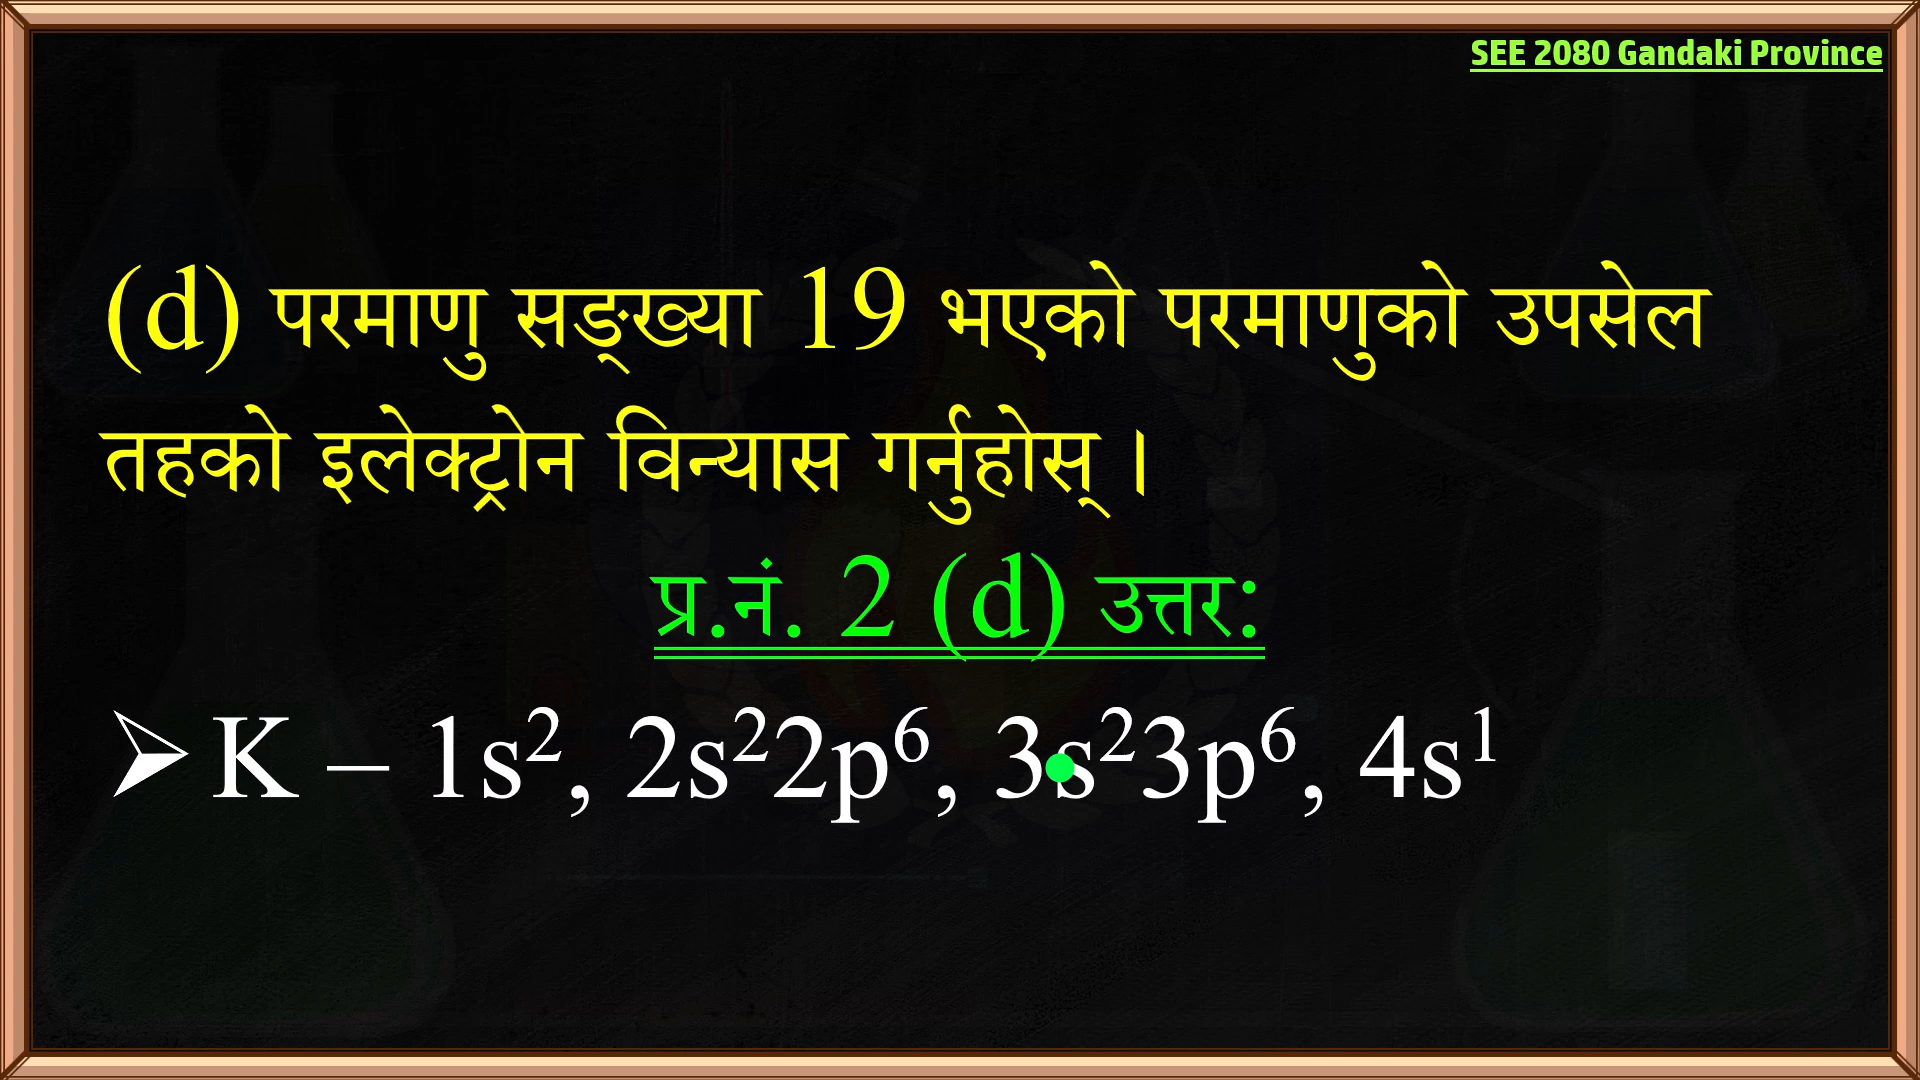 SEE 2080 Gandaki Province
(d) परमाणु सङ्ख्या 19 भएको परमाणुको उपसेल
तहको इलेक्ट्रोन विन्यास गर्नुहोस् ।
प्र.नं. 2 (d) उत्तर:
➢ K – 1s², 2s²2p⁶, 3s²3p⁶, 4s¹